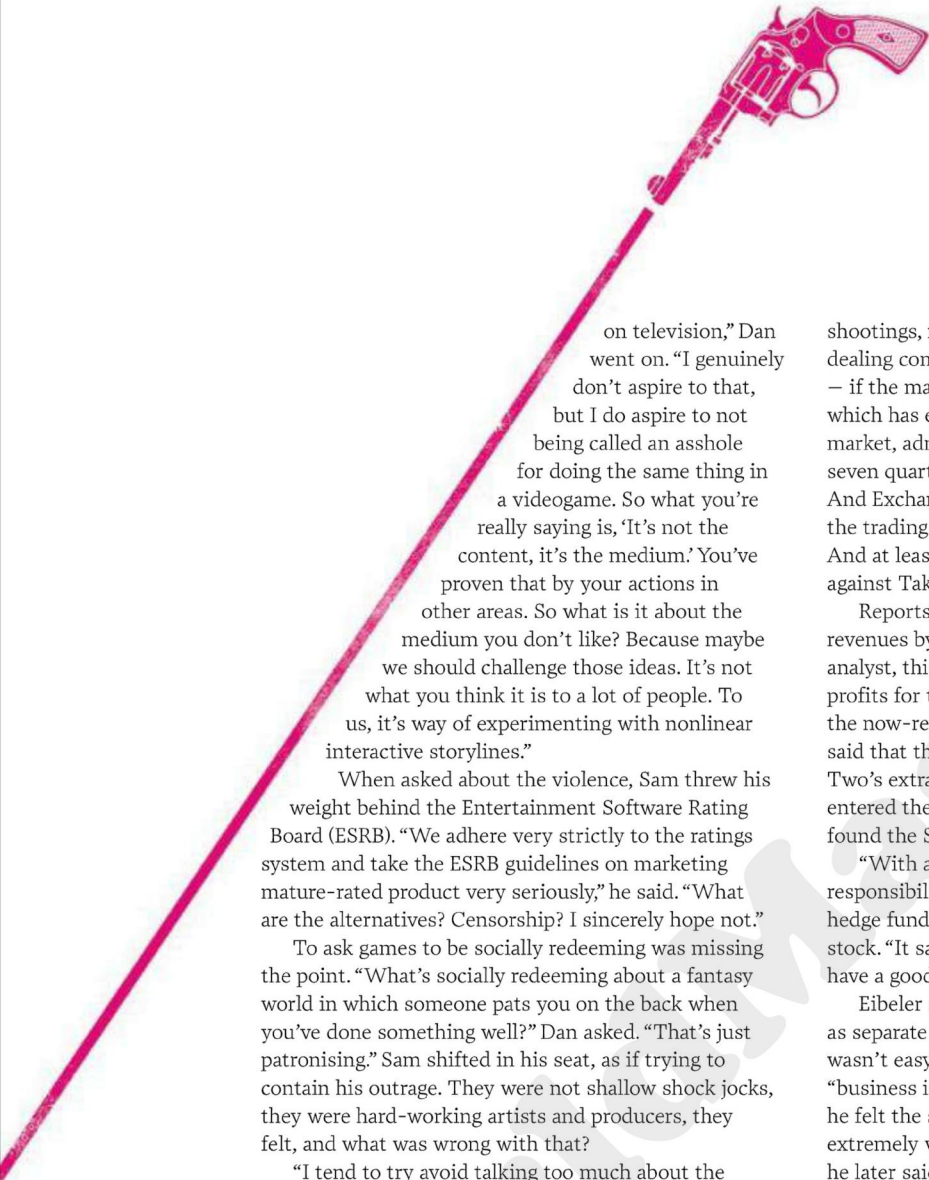 on television,” Dan
went on. “I genuinely
don’t aspire to that,
but I do aspire to not
being called an asshole
for doing the same thing in
a videogame. So what you’re
really saying is, ‘It’s not the
content, it’s the medium.’ You’ve
proven that by your actions in
other areas. So what is it about the
medium you don’t like? Because maybe
we should challenge those ideas. It’s not
what you think it is to a lot of people. To
us, it’s way of experimenting with nonlinear
interactive storylines.”
When asked about the violence, Sam threw his
weight behind the Entertainment Software Rating
Board (ESRB). “We adhere very strictly to the ratings
system and take the ESRB guidelines on marketing
mature-rated product very seriously,” he said. “What
are the alternatives? Censorship? I sincerely hope not.”
To ask games to be socially redeeming was missing
the point. “What’s socially redeeming about a fantasy
world in which someone pats you on the back when
you’ve done something well?” Dan asked. “That’s just
patronising.” Sam shifted in his seat, as if trying to
contain his outrage. They were not shallow shock jocks,
they were hard-working artists and producers, they
felt, and what was wrong with that?
“I tend to try avoid talking too much about the
shootings,
dealing con
— if the ma
which has e
market, adr
seven quart
And Exchan
the trading
And at leas
against Tak
Reports
revenues by
analyst, thi
profits for t
the now-re
said that th
Two’s extra
entered the
found the S
“With a
responsibil
hedge fund
stock. “It sa
have a good
Eibeler
as separate
wasn’t easy
“business i
he felt the s
extremely v
he later said